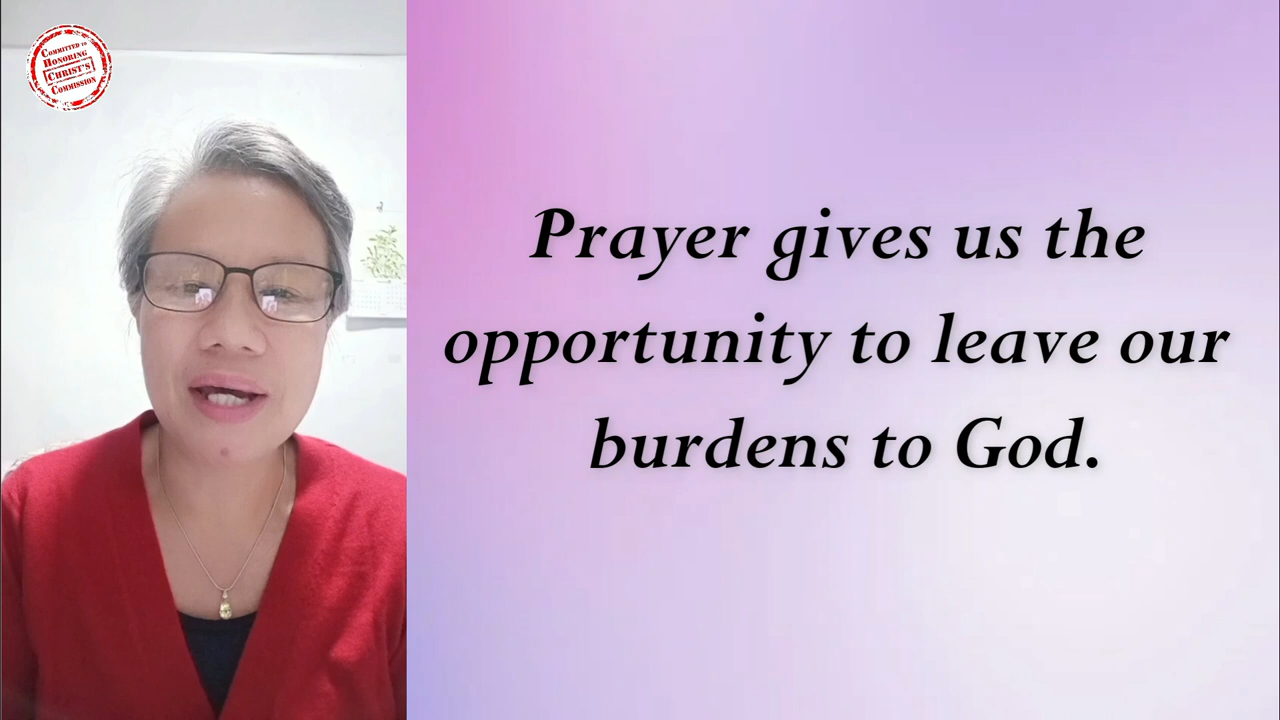 COMMITTED TO
HONORING
CHRIST'S
COMMISSION
Prayer gives us the
opportunity to leave our
burdens to God.